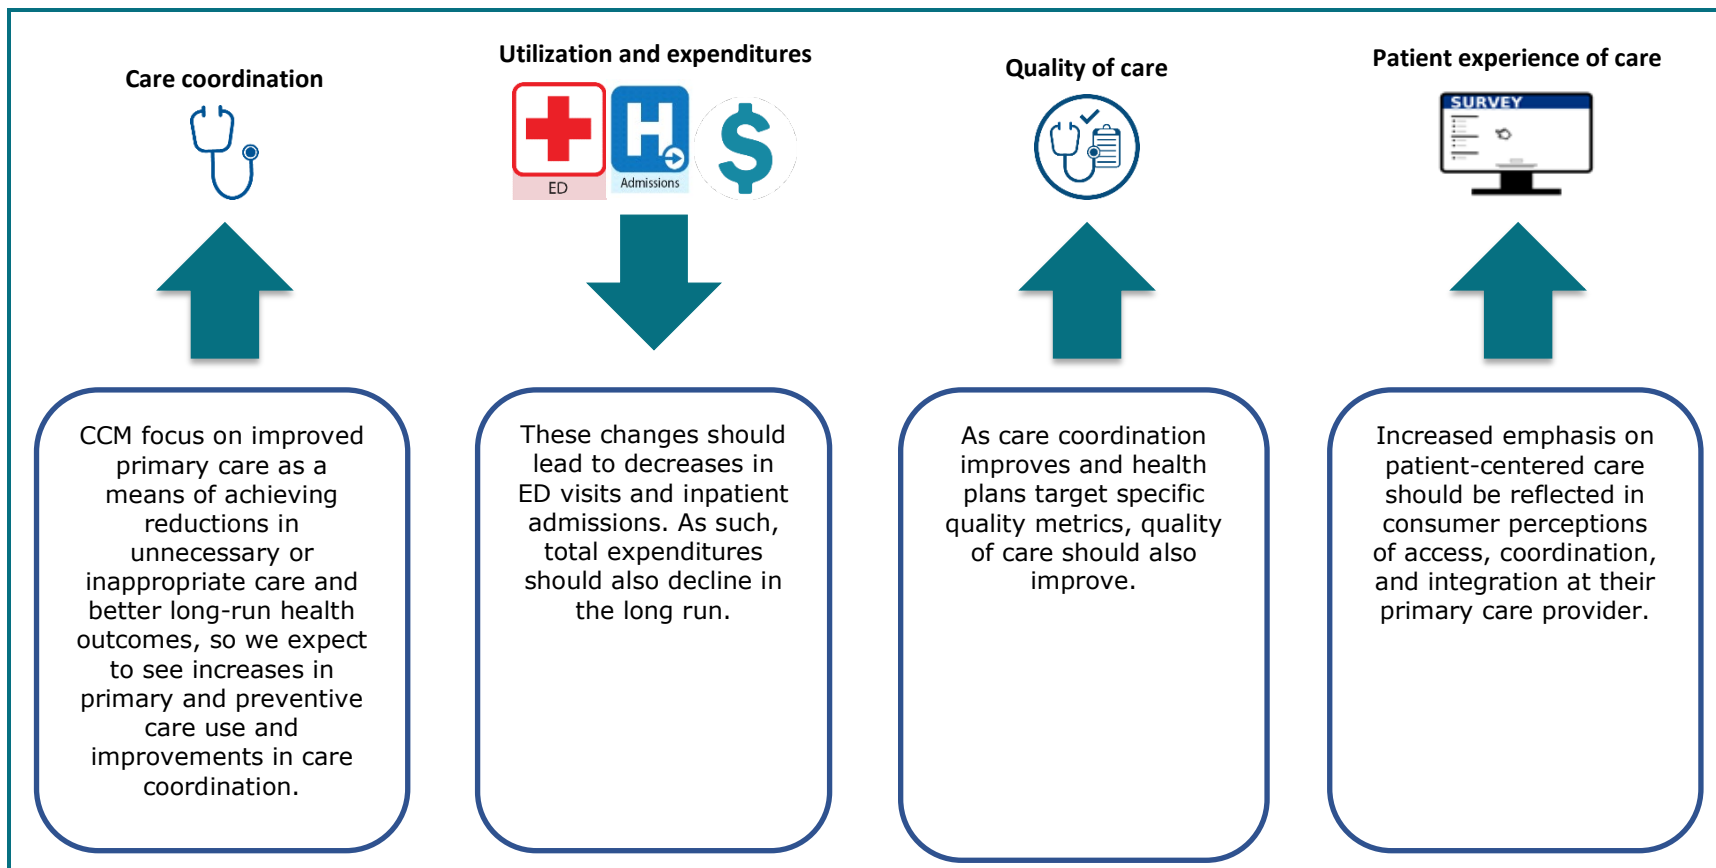 Care coordination
ED
Admissions
Utilization and expenditures
Quality of care
SURVEY
Patient experience of care
CCM focus on improved
primary care as a
means of achieving
reductions in
unnecessary or
inappropriate care and
better long-run health
outcomes, so we expect
to see increases in
primary and preventive
care use and
improvements in care
coordination.
These changes should
lead to decreases in
ED visits and inpatient
admissions. As such,
total expenditures
should also decline in
the long run.
As care coordination
improves and health
plans target specific
quality metrics, quality
of care should also
improve.
Increased emphasis on
patient-centered care
should be reflected in
consumer perceptions
of access, coordination,
and integration at their
primary care provider.